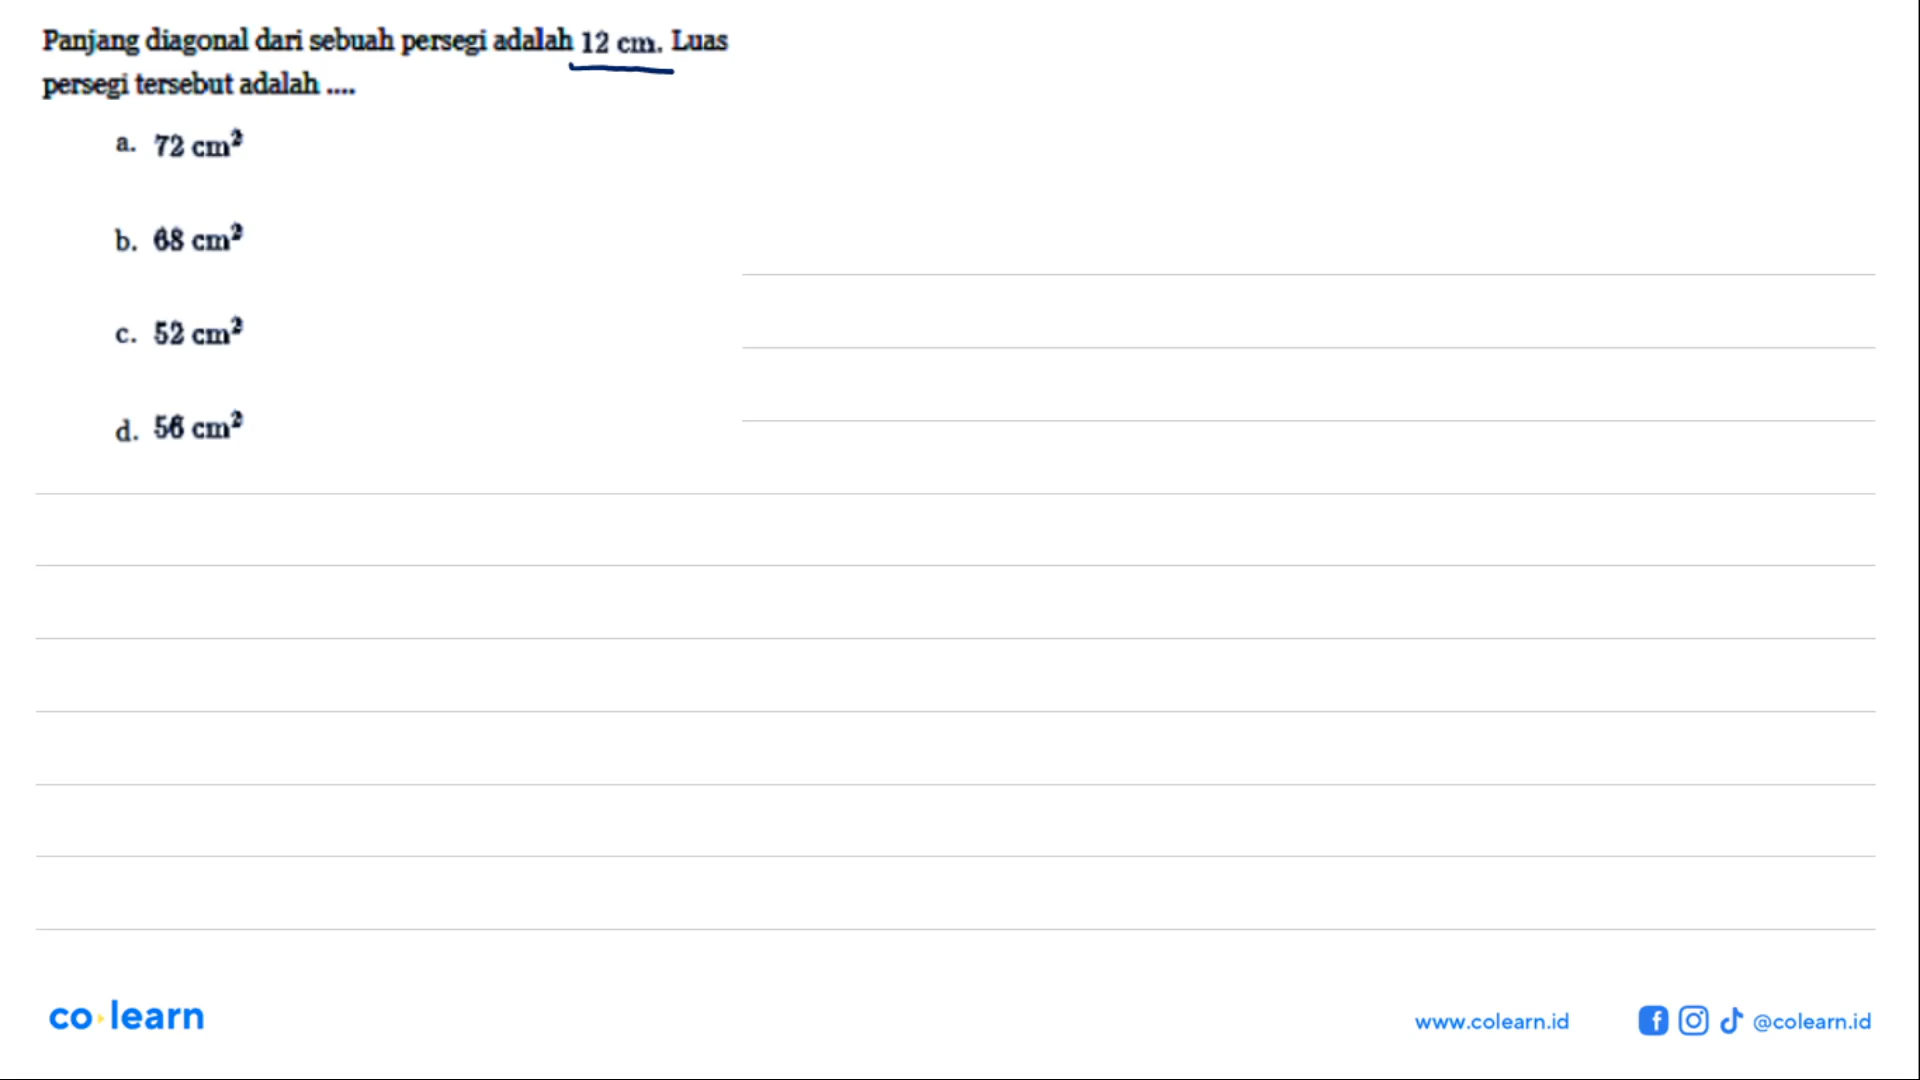 Panjang diagonal dari sebuah persegi adalah 12 cm. Luas
persegi tersebut adalah ....
a. 72 cm²
b. 68 cm²
c. 52 cm²
d. 56 cm²
co learn
www.colearn.id
@colearn.id